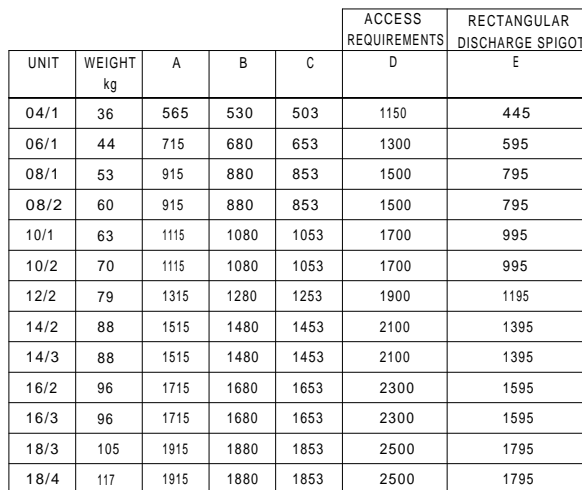 ACCESS RECTANGULAR
REQUIREMENTS DISCHARGE SPIGOT
UNIT WEIGHT A B C D E
kg
04/1 36 565 530 503 1150 445
06/1 44 715 680 653 1300 595
08/1 53 915 880 853 1500 795
08/2 60 915 880 853 1500 795
10/1 63 1115 1080 1053 1700 995
10/2 70 1115 1080 1053 1700 995
12/2 79 1315 1280 1253 1900 1195
14/2 88 1515 1480 1453 2100 1395
14/3 88 1515 1480 1453 2100 1395
16/2 96 1715 1680 1653 2300 1595
16/3 96 1715 1680 1653 2300 1595
18/3 105 1915 1880 1853 2500 1795
18/4 117 1915 1880 1853 2500 1795